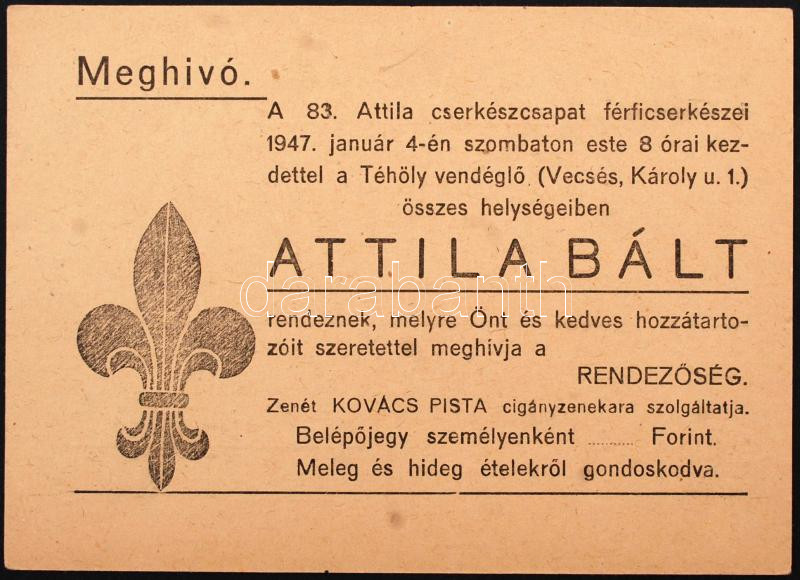 Meghivó.
A 83. Attila cserkészcsapat férficserkészei
1947. január 4-én szombaton este 8 órai kez-
dettel a Téhöly vendéglő (Vecsés, Károly u. 1.)
összes helységeiben
ATTILA BÁLT
darabanth
rendeznek, melyre Önt és kedves hozzátarto-
zóit szeretettel meghívja a
RENDEZŐSÉG.
Zenét KOVÁCS PISTA cigányzenekara szolgáltatja.
Belépőjegy személyenként ........... Forint.
Meleg és hideg ételekről gondoskodva.